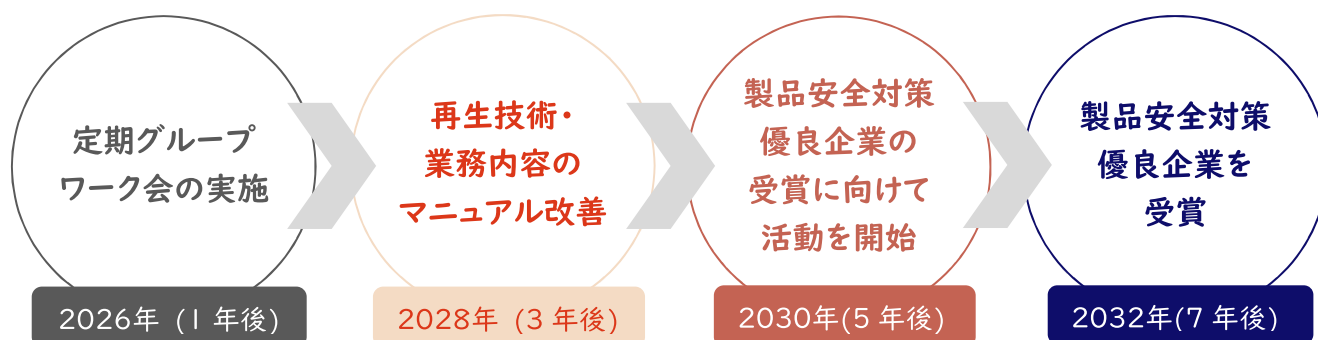 定期グループ
ワーク会の実施
再生技術・
業務内容の
マニュアル改善
製品安全対策
優良企業の
受賞に向けて
活動を開始
製品安全対策
優良企業を
受賞
2026年 (1 年後)
2028年 (3 年後)
2030年(5 年後)
2032年(7 年後)